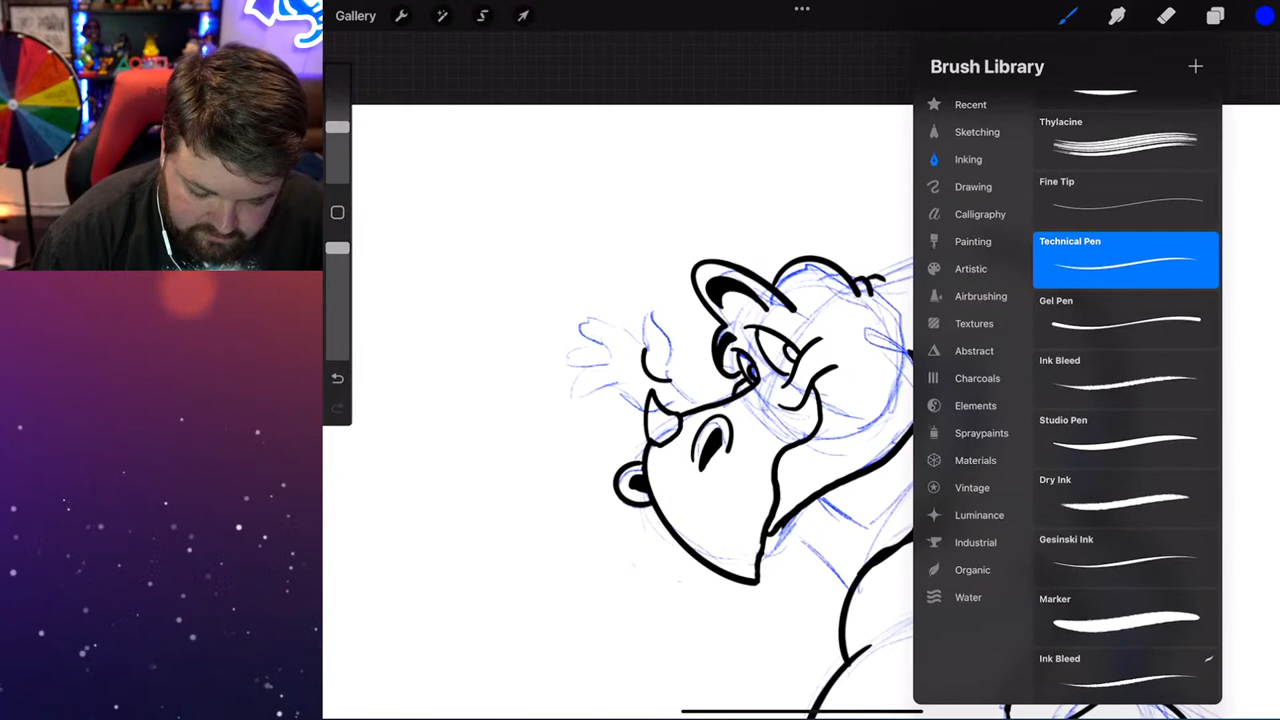 Gallery
Brush Library
Recent
Sketching
Inking
Drawing
Calligraphy
Painting
Artistic
Airbrushing
Textures
Abstract
Charcoals
Elements
Spraypaints
Materials
Vintage
Luminance
Industrial
Organic
Water
Thylacine
Fine Tip
Technical Pen
Gel Pen
Ink Bleed
Studio Pen
Dry Ink
Gesinski Ink
Marker
Ink Bleed